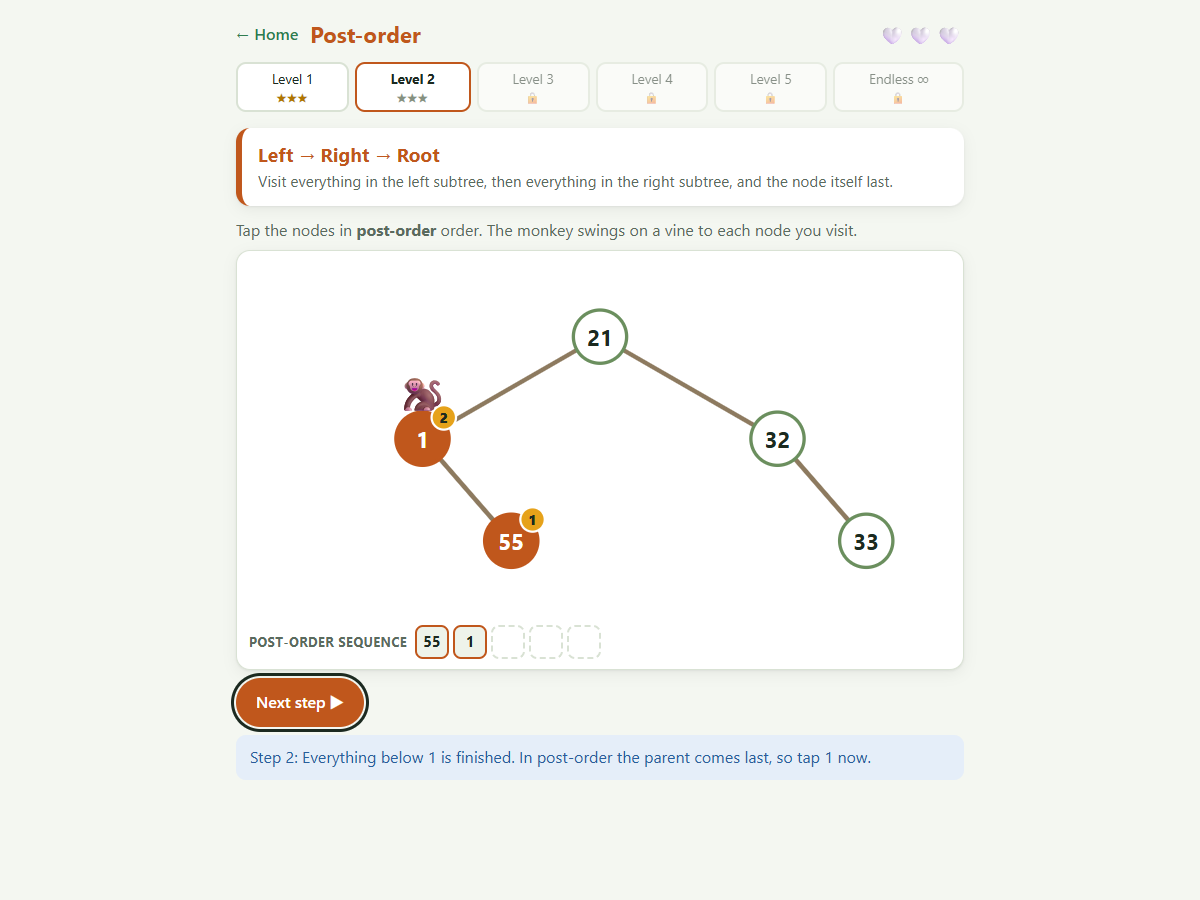 ← Home Post-order
Level 1
★★★
Level 2
★★★
Level 3
Level 4
Level 5
Endless ∞
Left → Right → Root
Visit everything in the left subtree, then everything in the right subtree, and the node itself last.
Tap the nodes in post-order order. The monkey swings on a vine to each node you visit.
21
2
1
32
1
55
33
POST-ORDER SEQUENCE 55 1
Next step ▶
Step 2: Everything below 1 is finished. In post-order the parent comes last, so tap 1 now.